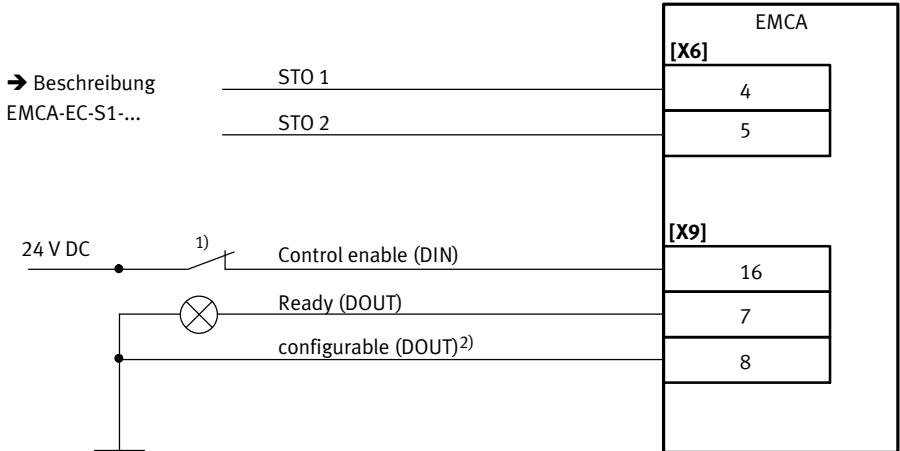 EMCA
[X6]
STO 1
4
➔ Beschreibung
EMCA-EC-S1-...
STO 2
5
[X9]
24 V DC
1)
Control enable (DIN)
16
Ready (DOUT)
7
configurable (DOUT)2)
8